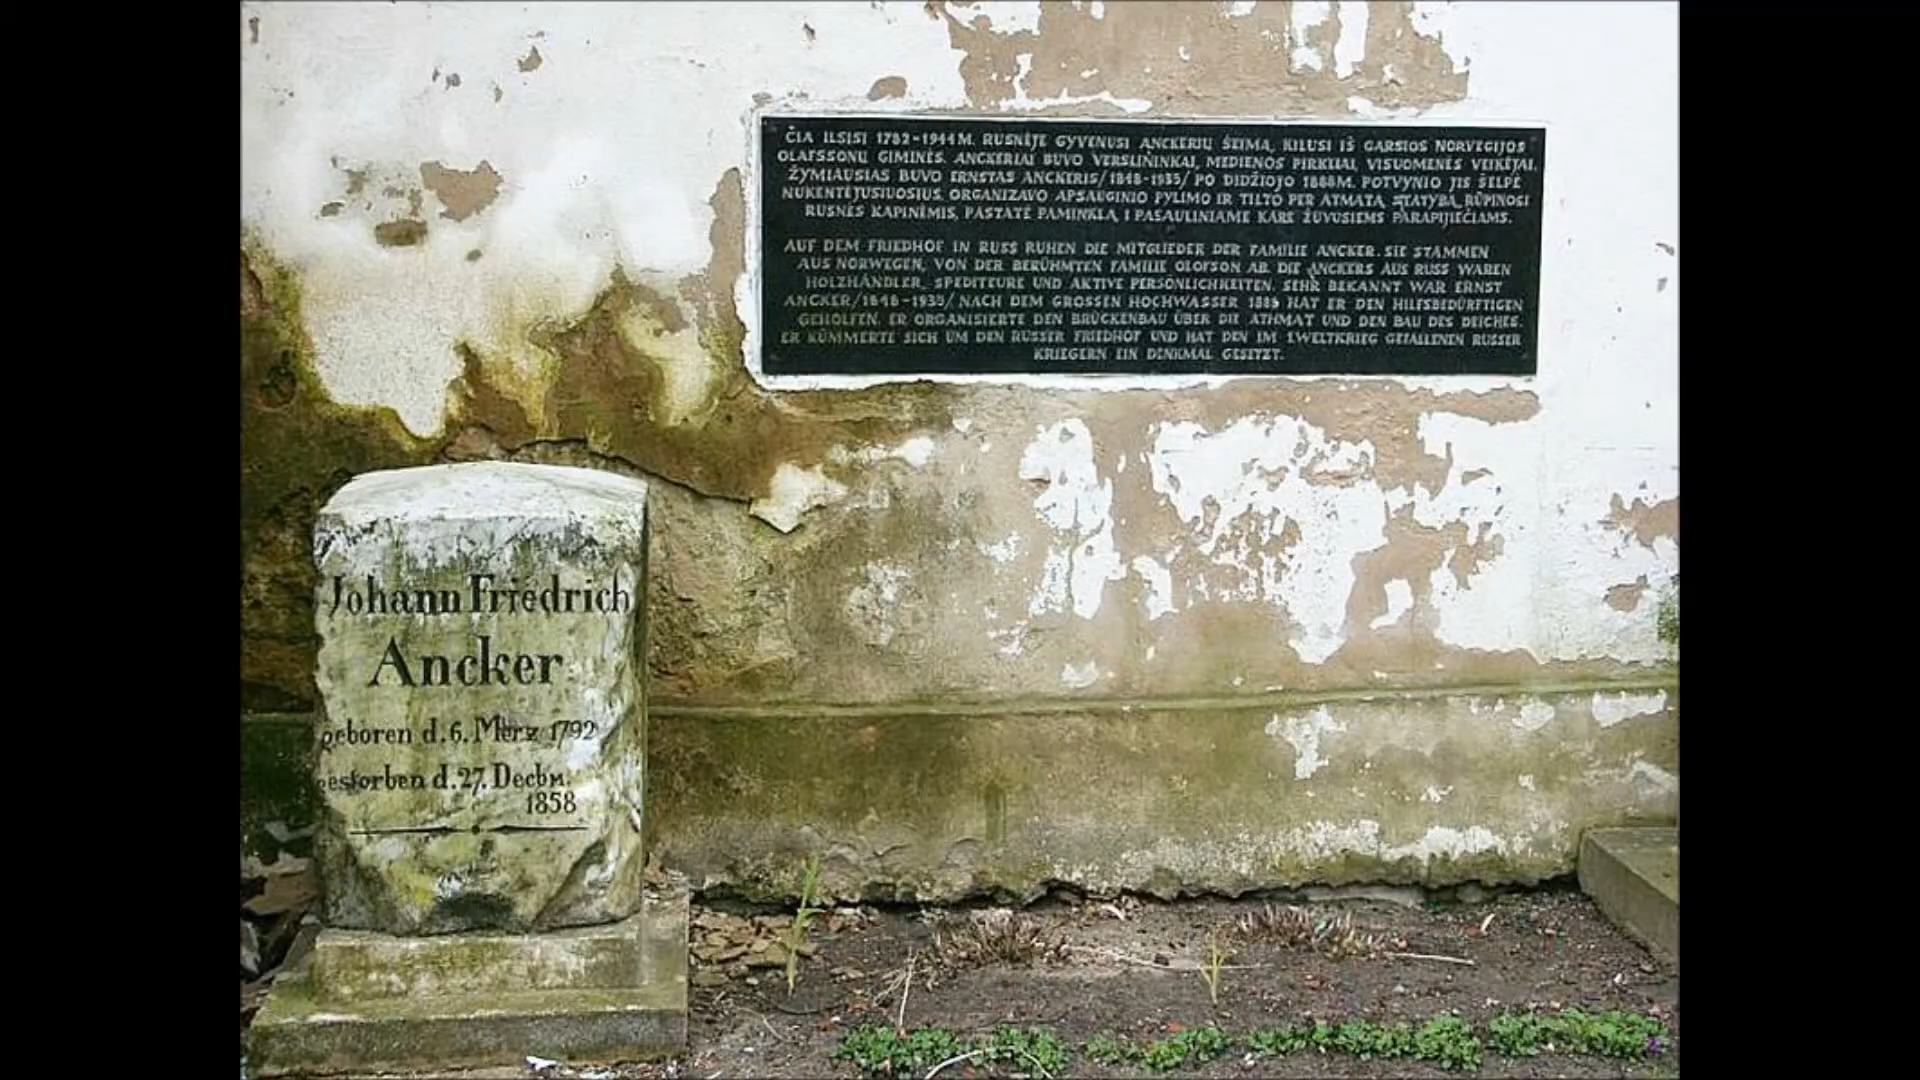 ČIA ILSISI 1782-1944 M. RUSNĖJE GYVENUSI ANCKERIŲ ŠEIMA, KILUSI IŠ GARSIOS NORVEGIJOS
OLAFSSONŲ GIMINĖS. ANCKERIAI BUVO VERSLININKAI, MEDIENOS PIRKLIAI, VISUOMENĖS VEIKĖJAI.
ŽYMIAUSIAS BUVO ERNSTAS ANCKERIS/1848-1935/ PO DIDŽIOJO 1888 M. POTVYNIO JIS ŠELPĖ
NUKENTĖJUSIUOSIUS, ORGANIZAVO APSAUGINIO PYLIMO IR TILTO PER ATMATĄ STATYBĄ, RŪPINOSI
RUSNĖS KAPINĖMIS, PASTATĖ PAMINKLĄ I PASAULINIAME KARE ŽUVUSIEMS PARAPIJIEČIAMS.
AUF DEM FRIEDHOF IN RUSS RUHEN DIE MITGLIEDER DER FAMILIE ANCKER. SIE STAMMEN
AUS NORWEGEN, VON DER BERÜHMTEN FAMILIE OLOFSON AB. DIE ANCKERS AUS RUSS WAREN
HOLZHÄNDLER, SPEDITEURE UND AKTIVE PERSÖNLICHKEITEN. SEHR BEKANNT WAR ERNST
ANCKER/1848-1935/ NACH DEM GROSSEN HOCHWASSER 1888 HAT ER DEN HILFSBEDÜRFTIGEN
GEHOLFEN. ER ORGANISIERTE DEN BRÜCKENBAU ÜBER DIE ATHMAT UND DEN BAU DES DEICHES.
ER KÜMMERTE SICH UM DEN RUSSER FRIEDHOF UND HAT DEN IM 1.WELTKRIEG GEFALLENEN RUSSER
KRIEGERN EIN DENKMAL GESETZT.
Johann Friedrich
Ancker
geboren d. 6. Merz 1792
gestorben d. 27. Decbm.
1858